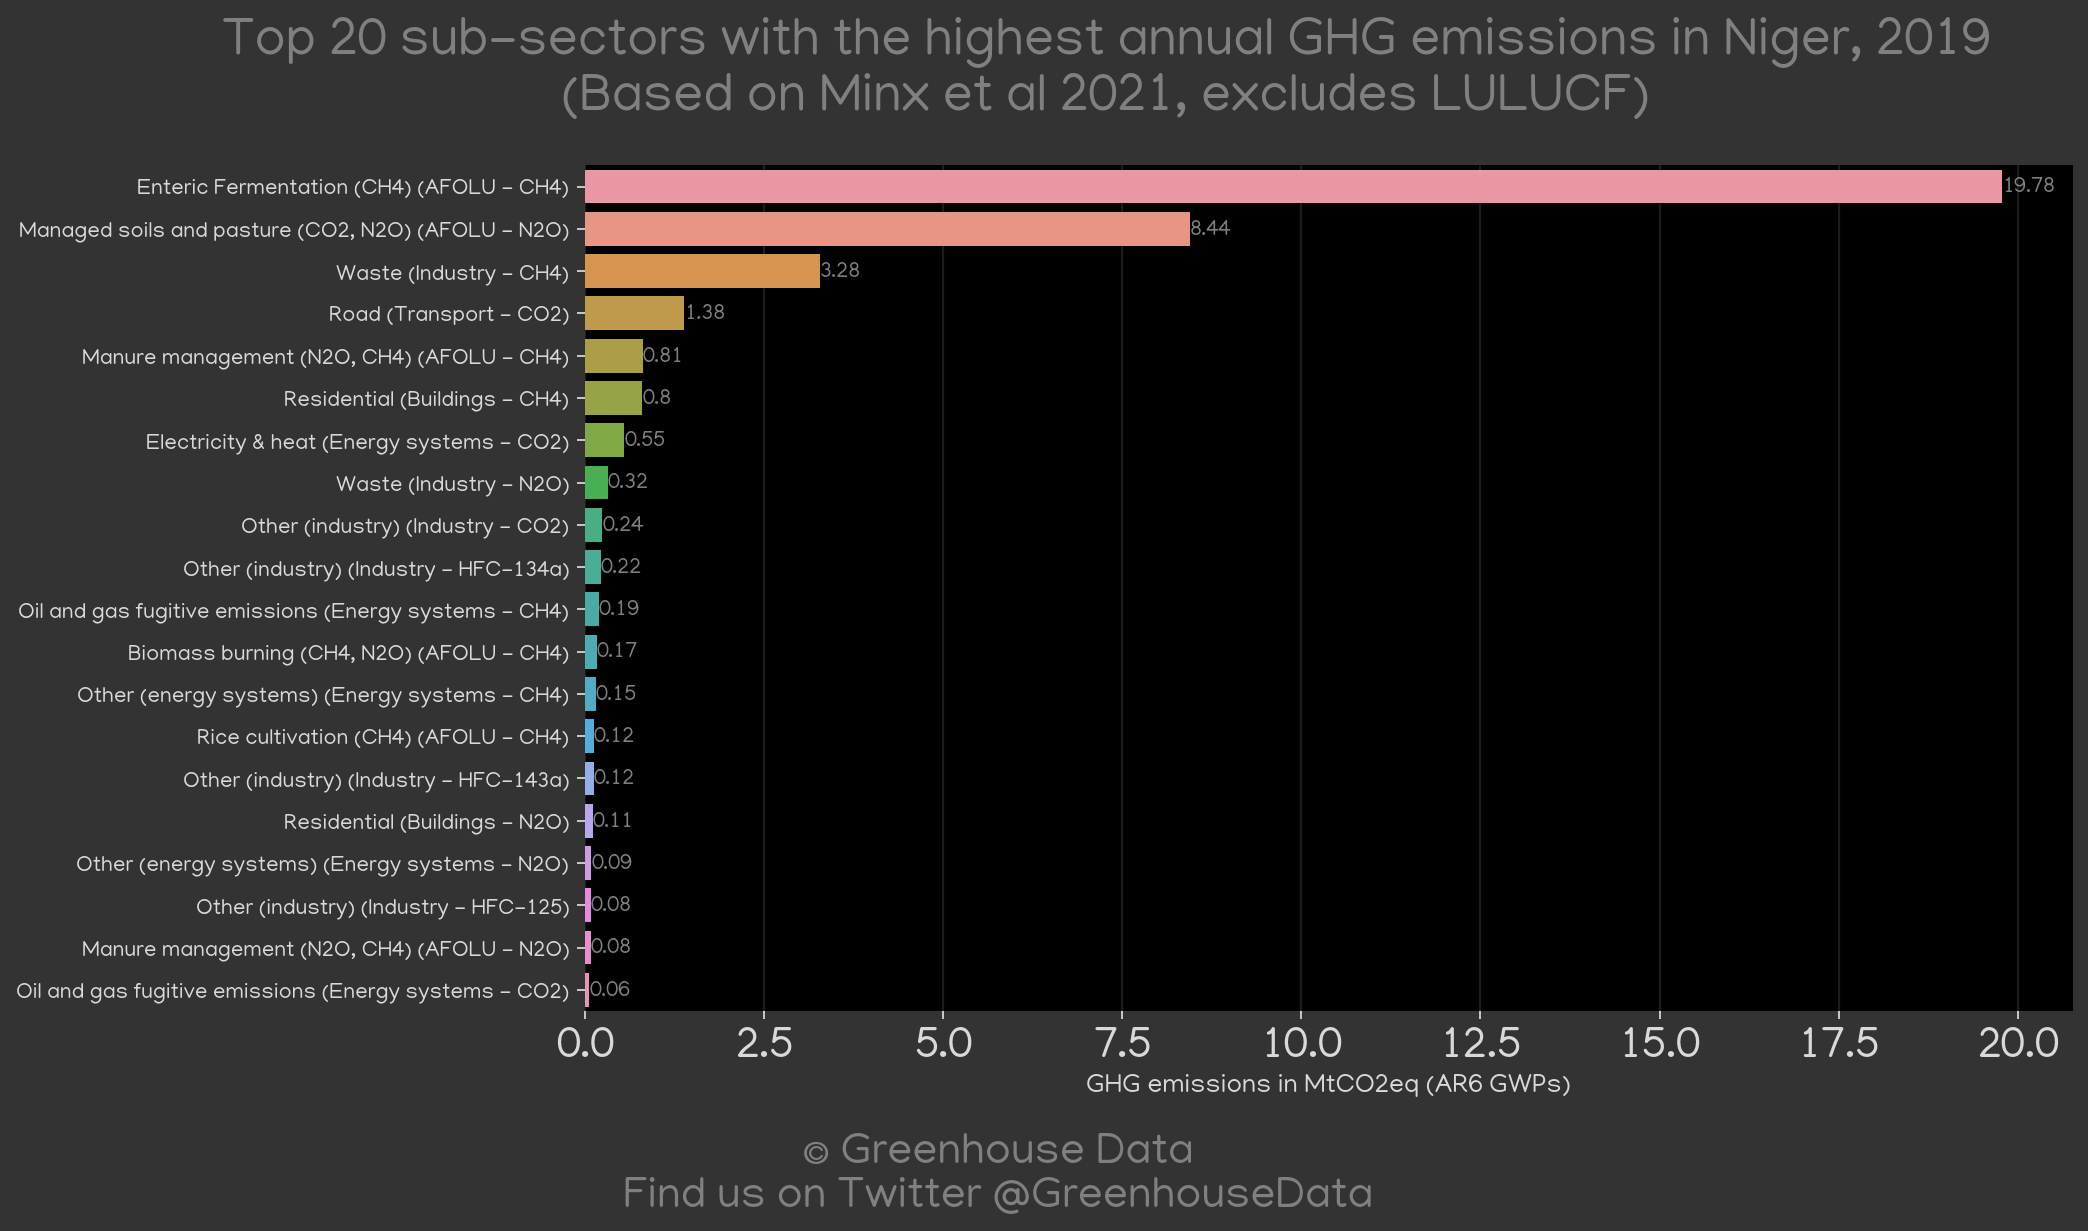 Top 20 sub-sectors with the highest annual GHG emissions in Niger, 2019
(Based on Minx et al 2021, excludes LULUCF)
Enteric Fermentation (CH4) (AFOLU - CH4) 19.78
Managed soils and pasture (CO2, N2O) (AFOLU - N2O) 8.44
Waste (Industry - CH4) 3.28
Road (Transport - CO2) 1.38
Manure management (N2O, CH4) (AFOLU - CH4) 0.81
Residential (Buildings - CH4) 0.8
Electricity & heat (Energy systems - CO2) 0.55
Waste (Industry - N2O) 0.32
Other (industry) (Industry - CO2) 0.24
Other (industry) (Industry - HFC-134a) 0.22
Oil and gas fugitive emissions (Energy systems - CH4) 0.19
Biomass burning (CH4, N2O) (AFOLU - CH4) 0.17
Other (energy systems) (Energy systems - CH4) 0.15
Rice cultivation (CH4) (AFOLU - CH4) 0.12
Other (industry) (Industry - HFC-143a) 0.12
Residential (Buildings - N2O) 0.11
Other (energy systems) (Energy systems - N2O) 0.09
Other (industry) (Industry - HFC-125) 0.08
Manure management (N2O, CH4) (AFOLU - N2O) 0.08
Oil and gas fugitive emissions (Energy systems - CO2) 0.06
0.0 2.5 5.0 7.5 10.0 12.5 15.0 17.5 20.0
GHG emissions in MtCO2eq (AR6 GWPs)
© Greenhouse Data
Find us on Twitter @GreenhouseData